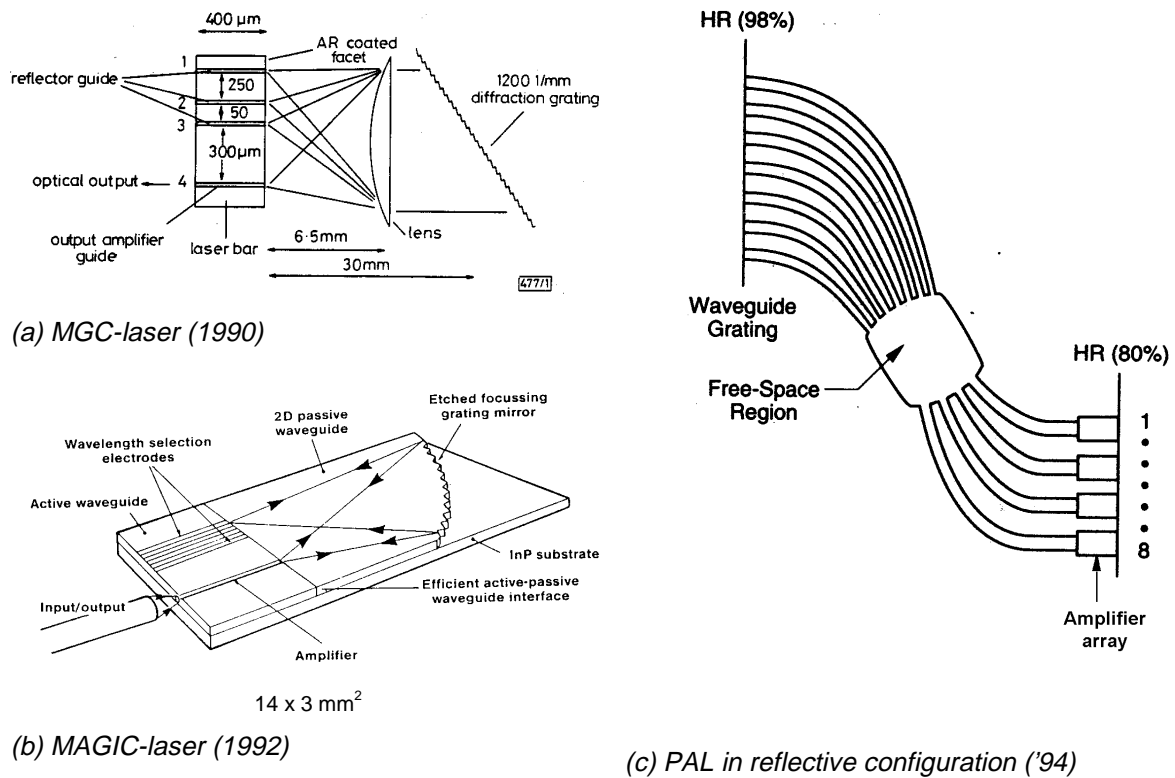 400 µm
1
AR coated
facet
reflector guide
250
2
50
3
1200 1/mm
diffraction grating
300µm
optical output
4
output amplifier
guide
laser bar
lens
6·5mm
30mm
477/1
(a) MGC-laser (1990)
Etched focussing
grating mirror
2D passive
waveguide
Wavelength selection
electrodes
Active waveguide
InP substrate
Efficient active-passive
waveguide interface
Input/output
Amplifier
14 x 3 mm²
(b) MAGIC-laser (1992)
HR (98%)
Waveguide
Grating
HR (80%)
Free-Space
Region
1
8
Amplifier
array
(c) PAL in reflective configuration ('94)